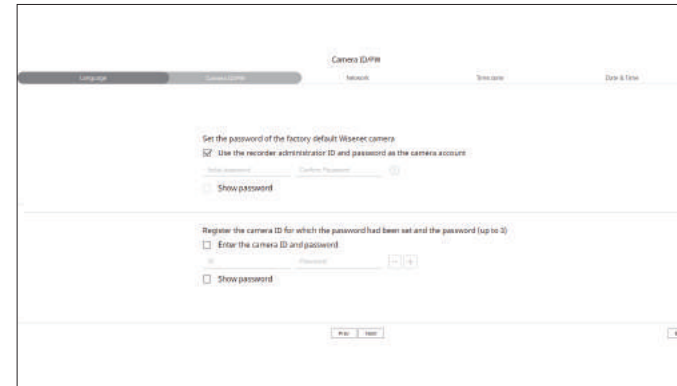 Camera ID/PW
Language Camera ID/PW Network Time zone Date & Time
Set the password of the factory default Wisenet camera
Use the recorder administrator ID and password as the camera account
Enter password Confirm Password
Show password
Register the camera ID for which the password had been set and the password (up to 3)
Enter the camera ID and password
ID Password
Show password
Prev Next